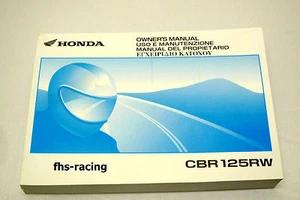 HONDA
OWNER'S MANUAL
USO E MANUTENZIONE
MANUAL DEL PROPIETARIO
ΕΓΧΕΙΡΙΔΙΟ ΚΑΤΟΧΟΥ
fhs-racing
CBR125RW